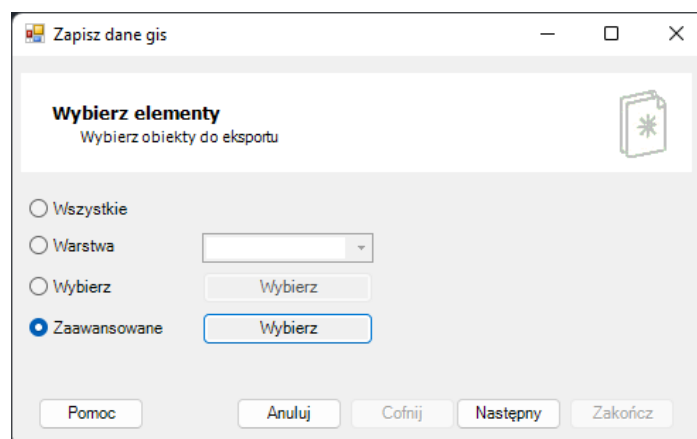 Zapisz dane gis
Wybierz elementy
Wybierz obiekty do eksportu
Wszystkie
Warstwa
Wybierz Wybierz
Zaawansowane Wybierz
Pomoc Anuluj Cofnij Następny Zakończ